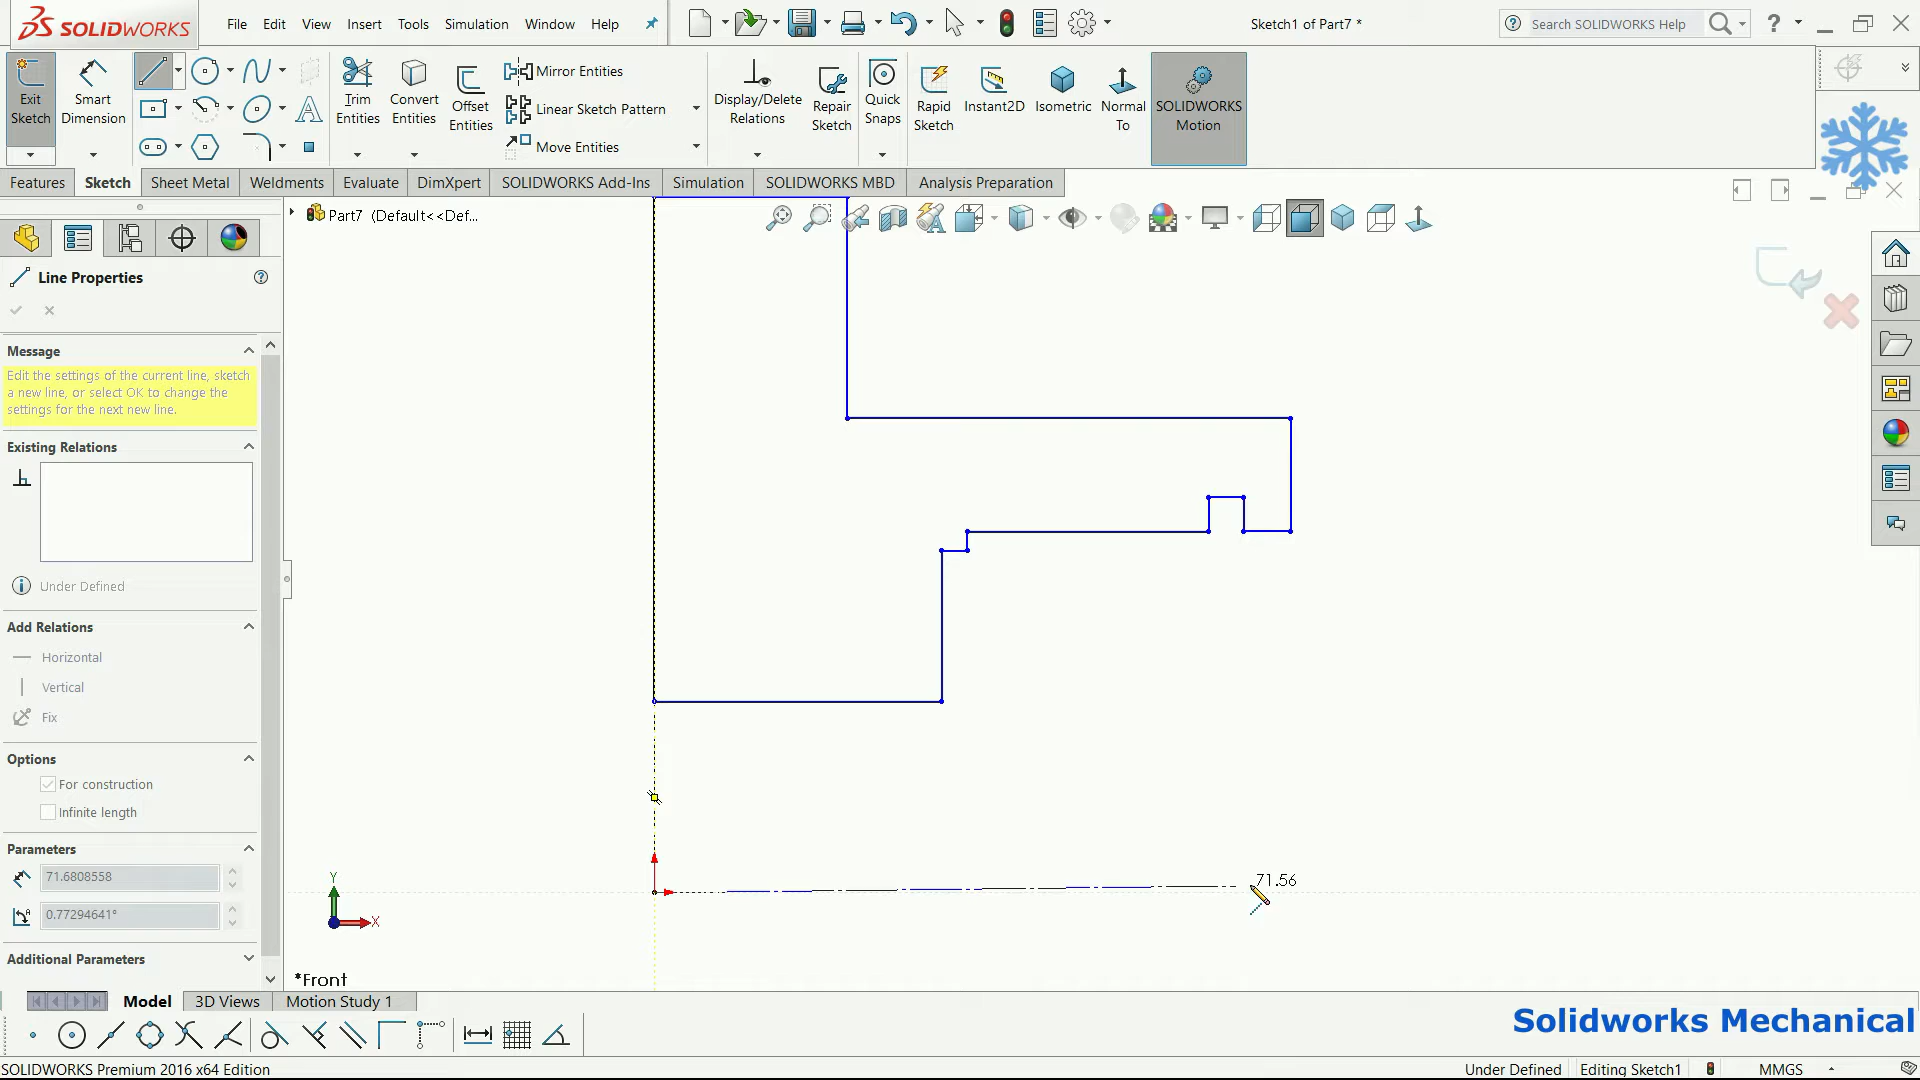 SOLIDWORKS
File Edit View Insert Tools Simulation Window Help
Sketch1 of Part7 *
Search SOLIDWORKS Help
Exit Sketch
Smart Dimension
Trim Entities
Convert Entities
Offset Entities
Mirror Entities
Linear Sketch Pattern
Move Entities
Display/Delete Relations
Repair Sketch
Quick Snaps
Rapid Sketch
Instant2D
Isometric
Normal To
SOLIDWORKS Motion
Features Sketch Sheet Metal Weldments Evaluate DimXpert SOLIDWORKS Add-Ins Simulation SOLIDWORKS MBD Analysis Preparation
Part7 (Default<<Def...
Line Properties
Message
Edit the settings of the current line, sketch
a new line, or select OK to change the
settings for the next new line.
Existing Relations
Under Defined
Add Relations
Horizontal
Vertical
Fix
Options
For construction
Infinite length
Parameters
71.6808558
0.77294641°
Additional Parameters
71.56
Y
X
*Front
Model 3D Views Motion Study 1
Solidworks Mechanical
SOLIDWORKS Premium 2016 x64 Edition
Under Defined Editing Sketch1 MMGS